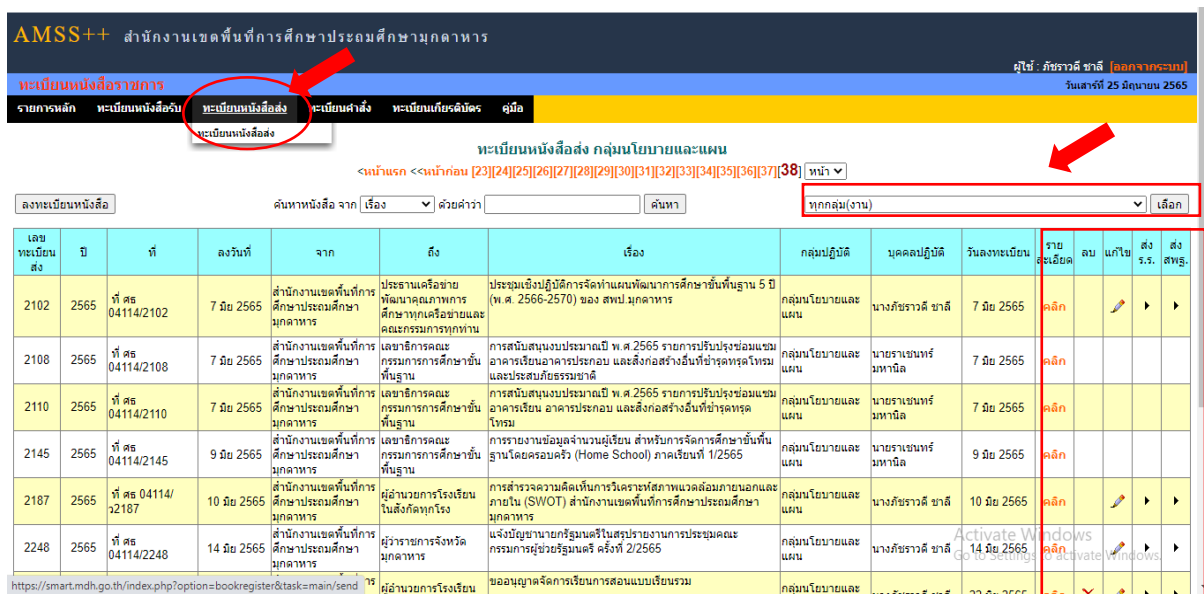 AMSS++ สำนักงานเขตพื้นที่การศึกษาประถมศึกษามุกดาหาร
ผู้ใช้ : ภัชราวดี ชาลี [ออกจากระบบ]
ทะเบียนหนังสือราชการ
วันเสาร์ที่ 25 มิถุนายน 2565
รายการหลัก ทะเบียนหนังสือรับ ทะเบียนหนังสือส่ง ทะเบียนคำสั่ง ทะเบียนเกียรติบัตร คู่มือ
ทะเบียนหนังสือส่ง
ทะเบียนหนังสือส่ง กลุ่มนโยบายและแผน
<หน้าแรก <<หน้าก่อน [23][24][25][26][27][28][29][30][31][32][33][34][35][36][37][38] หน้า
ลงทะเบียนหนังสือ ค้นหาหนังสือ จาก เรื่อง ด้วยคำว่า ค้นหา ทุกกลุ่ม(งาน) เลือก
เลขทะเบียนส่ง ปี ที่ ลงวันที่ จาก ถึง เรื่อง กลุ่มปฏิบัติ บุคคลปฏิบัติ วันลงทะเบียน รายละเอียด ลบ แก้ไข ส่ง ร.ร. ส่ง สพฐ.
2102 2565 ที่ ศธ 04114/2102 7 มิย 2565 สำนักงานเขตพื้นที่การศึกษาประถมศึกษามุกดาหาร ประธานเครือข่ายพัฒนาคุณภาพการศึกษาทุกเครือข่ายและคณะกรรมการทุกท่าน ประชุมเชิงปฏิบัติการจัดทำแผนพัฒนาการศึกษาขั้นพื้นฐาน 5 ปี (พ.ศ. 2566-2570) ของ สพป.มุกดาหาร กลุ่มนโยบายและแผน นางภัชราวดี ชาลี 7 มิย 2565 คลิก
2108 2565 ที่ ศธ 04114/2108 7 มิย 2565 สำนักงานเขตพื้นที่การศึกษาประถมศึกษามุกดาหาร เลขาธิการคณะกรรมการการศึกษาขั้นพื้นฐาน การสนับสนุนงบประมาณปี พ.ศ.2565 รายการปรับปรุงซ่อมแซมอาคารเรียนอาคารประกอบ และสิ่งก่อสร้างอื่นที่ชำรุดทรุดโทรมและประสบภัยธรรมชาติ กลุ่มนโยบายและแผน นายราเชนทร์ มหานิล 7 มิย 2565 คลิก
2110 2565 ที่ ศธ 04114/2110 7 มิย 2565 สำนักงานเขตพื้นที่การศึกษาประถมศึกษามุกดาหาร เลขาธิการคณะกรรมการการศึกษาขั้นพื้นฐาน การสนับสนุนงบประมาณปี พ.ศ.2565 รายการปรับปรุงซ่อมแซมอาคารเรียน อาคารประกอบ และสิ่งก่อสร้างอื่นที่ชำรุดทรุดโทรม กลุ่มนโยบายและแผน นายราเชนทร์ มหานิล 7 มิย 2565 คลิก
2145 2565 ที่ ศธ 04114/2145 9 มิย 2565 สำนักงานเขตพื้นที่การศึกษาประถมศึกษามุกดาหาร เลขาธิการคณะกรรมการการศึกษาขั้นพื้นฐาน การรายงานข้อมูลจำนวนผู้เรียน สำหรับการจัดการศึกษาขั้นพื้นฐานโดยครอบครัว (Home School) ภาคเรียนที่ 1/2565 กลุ่มนโยบายและแผน นายราเชนทร์ มหานิล 9 มิย 2565 คลิก
2187 2565 ที่ ศธ 04114/ว2187 10 มิย 2565 สำนักงานเขตพื้นที่การศึกษาประถมศึกษามุกดาหาร ผู้อำนวยการโรงเรียนในสังกัดทุกโรง การสำรวจความคิดเห็นการวิเคราะห์สภาพแวดล้อมภายนอกและภายใน (SWOT) สำนักงานเขตพื้นที่การศึกษาประถมศึกษามุกดาหาร กลุ่มนโยบายและแผน นางภัชราวดี ชาลี 10 มิย 2565 คลิก
2248 2565 ที่ ศธ 04114/2248 14 มิย 2565 สำนักงานเขตพื้นที่การศึกษาประถมศึกษามุกดาหาร ผู้ว่าราชการจังหวัดมุกดาหาร แจ้งบัญชานายกรัฐมนตรีในสรุปรายงานการประชุมคณะกรรมการผู้ช่วยรัฐมนตรี ครั้งที่ 2/2565 กลุ่มนโยบายและแผน นางภัชราวดี ชาลี 14 มิย 2565 คลิก
Activate Windows
Go to Settings to activate Windows.
ผู้อำนวยการโรงเรียน ขออนุญาตจัดการเรียนการสอนแบบเรียนรวม กลุ่มนโยบายและ
https://smart.mdh.go.th/index.php?option=bookregister&task=main/send